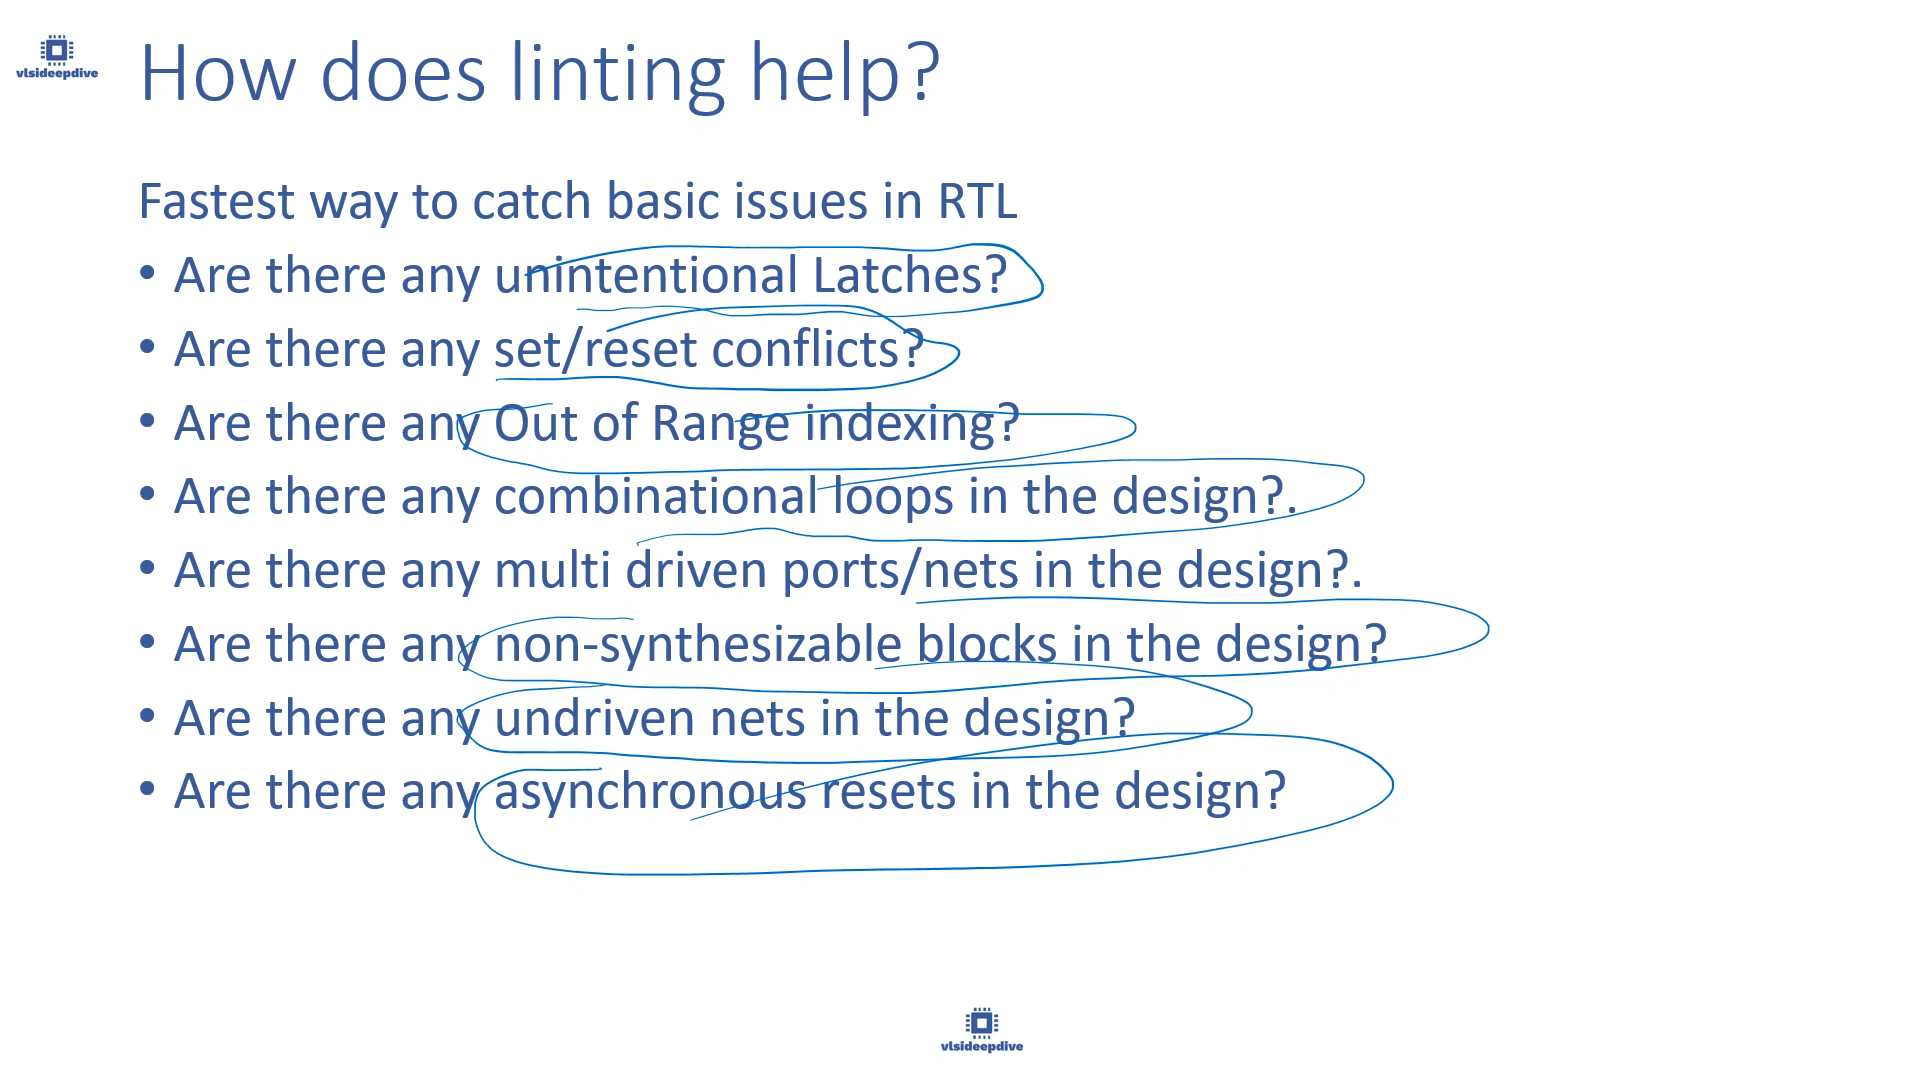 vlsideepdive
How does linting help?
Fastest way to catch basic issues in RTL
• Are there any unintentional Latches?
• Are there any set/reset conflicts?
• Are there any Out of Range indexing?
• Are there any combinational loops in the design?.
• Are there any multi driven ports/nets in the design?.
• Are there any non-synthesizable blocks in the design?
• Are there any undriven nets in the design?
• Are there any asynchronous resets in the design?
vlsideepdive